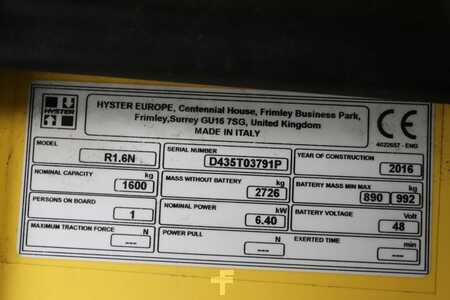 HYSTER
HYSTER EUROPE, Centennial House, Frimley Business Park,
Frimley,Surrey GU16 7SG, United Kingdom
MADE IN ITALY
CE
4022657 - ENG
MODEL
R1.6N
SERIAL NUMBER
D435T03791P
YEAR OF CONSTRUCTION
2016
NOMINAL CAPACITY kg
1600
MASS WITHOUT BATTERY kg
2726
BATTERY MASS MIN MAX kg
890 992
PERSONS ON BOARD
1
NOMINAL POWER kW
6.40
BATTERY VOLTAGE Volt
48
MAXIMUM TRACTION FORCE N
---
POWER PULL N
---
EXERTED TIME min
---